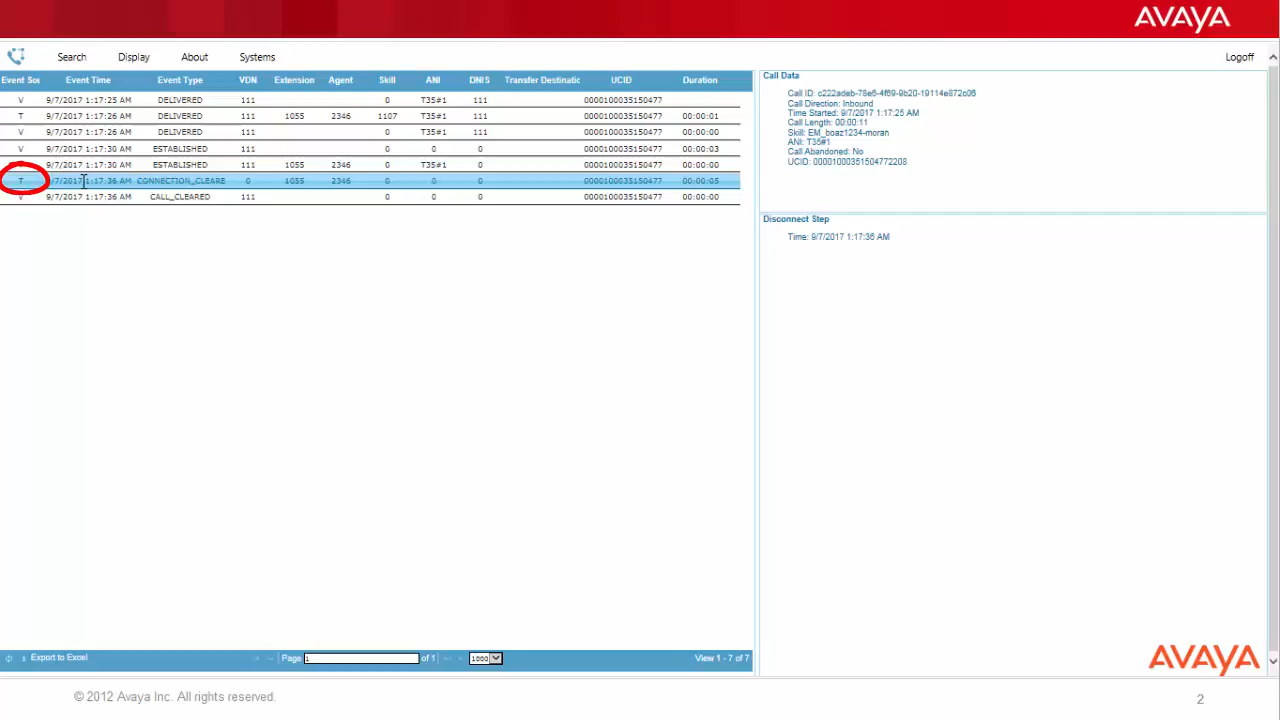 AVAYA
Search Display About Systems Logoff
Event Sou Event Time Event Type VDN Extension Agent Skill ANI DNIS Transfer Destinatic UCID Duration
V 9/7/2017 1:17:25 AM DELIVERED 111 0 T35#1 111 0000100035150477
T 9/7/2017 1:17:26 AM DELIVERED 111 1055 2346 1107 T35#1 111 0000100035150477 00:00:01
V 9/7/2017 1:17:26 AM DELIVERED 111 0 T35#1 111 0000100035150477 00:00:00
V 9/7/2017 1:17:30 AM ESTABLISHED 111 0 0 0 0000100035150477 00:00:03
9/7/2017 1:17:30 AM ESTABLISHED 111 1055 2346 0 T35#1 0 0000100035150477 00:00:00
T 9/7/2017 1:17:36 AM CONNECTION_CLEARE 0 1055 2346 0 0 0 0000100035150477 00:00:05
V 9/7/2017 1:17:36 AM CALL_CLEARED 111 0 0 0 0000100035150477 00:00:00
Call Data
Call ID: c222adeb-78e6-4f69-9b20-19114e872c06
Call Direction: Inbound
Time Started: 9/7/2017 1:17:25 AM
Call Length: 00:00:11
Skill: EM_boaz1234-moran
ANI: T35#1
Call Abandoned: No
UCID: 00001000351504772208
Disconnect Step
Time: 9/7/2017 1:17:36 AM
Export to Excel Page 1 of 1 1000 View 1 - 7 of 7
AVAYA
© 2012 Avaya Inc. All rights reserved. 2